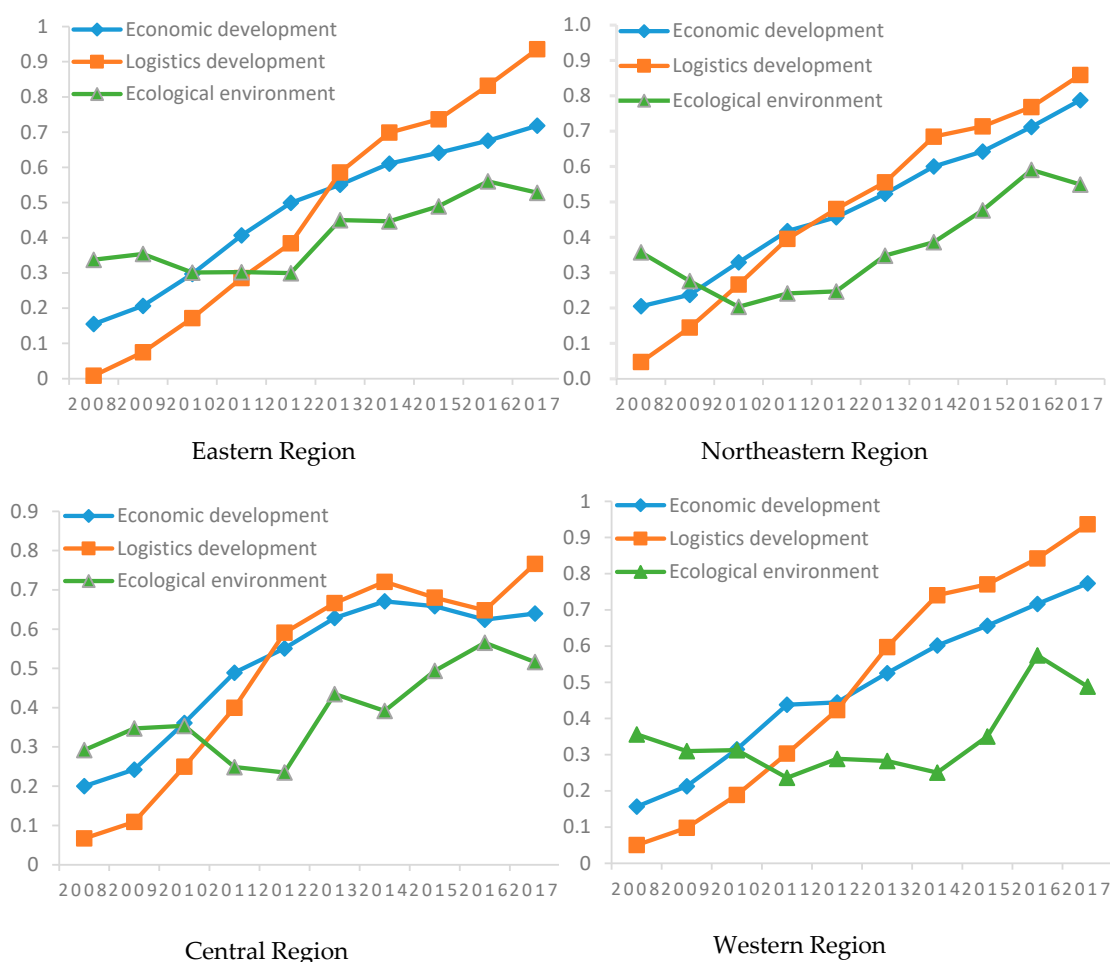 1
0.9
0.8
0.7
0.6
0.5
0.4
0.3
0.2
0.1
0
Economic development
Logistics development
Ecological environment
2008 2009 2010 2011 2012 2013 2014 2015 2016 2017
Eastern Region
1.0
0.9
0.8
0.7
0.6
0.5
0.4
0.3
0.2
0.1
0.0
Economic development
Logistics development
Ecological environment
2008 2009 2010 2011 2012 2013 2014 2015 2016 2017
Northeastern Region
0.9
0.8
0.7
0.6
0.5
0.4
0.3
0.2
0.1
0
Economic development
Logistics development
Ecological environment
2008 2009 2010 2011 2012 2013 2014 2015 2016 2017
Central Region
1
0.9
0.8
0.7
0.6
0.5
0.4
0.3
0.2
0.1
0
Economic development
Logistics development
Ecological environment
2008 2009 2010 2011 2012 2013 2014 2015 2016 2017
Western Region